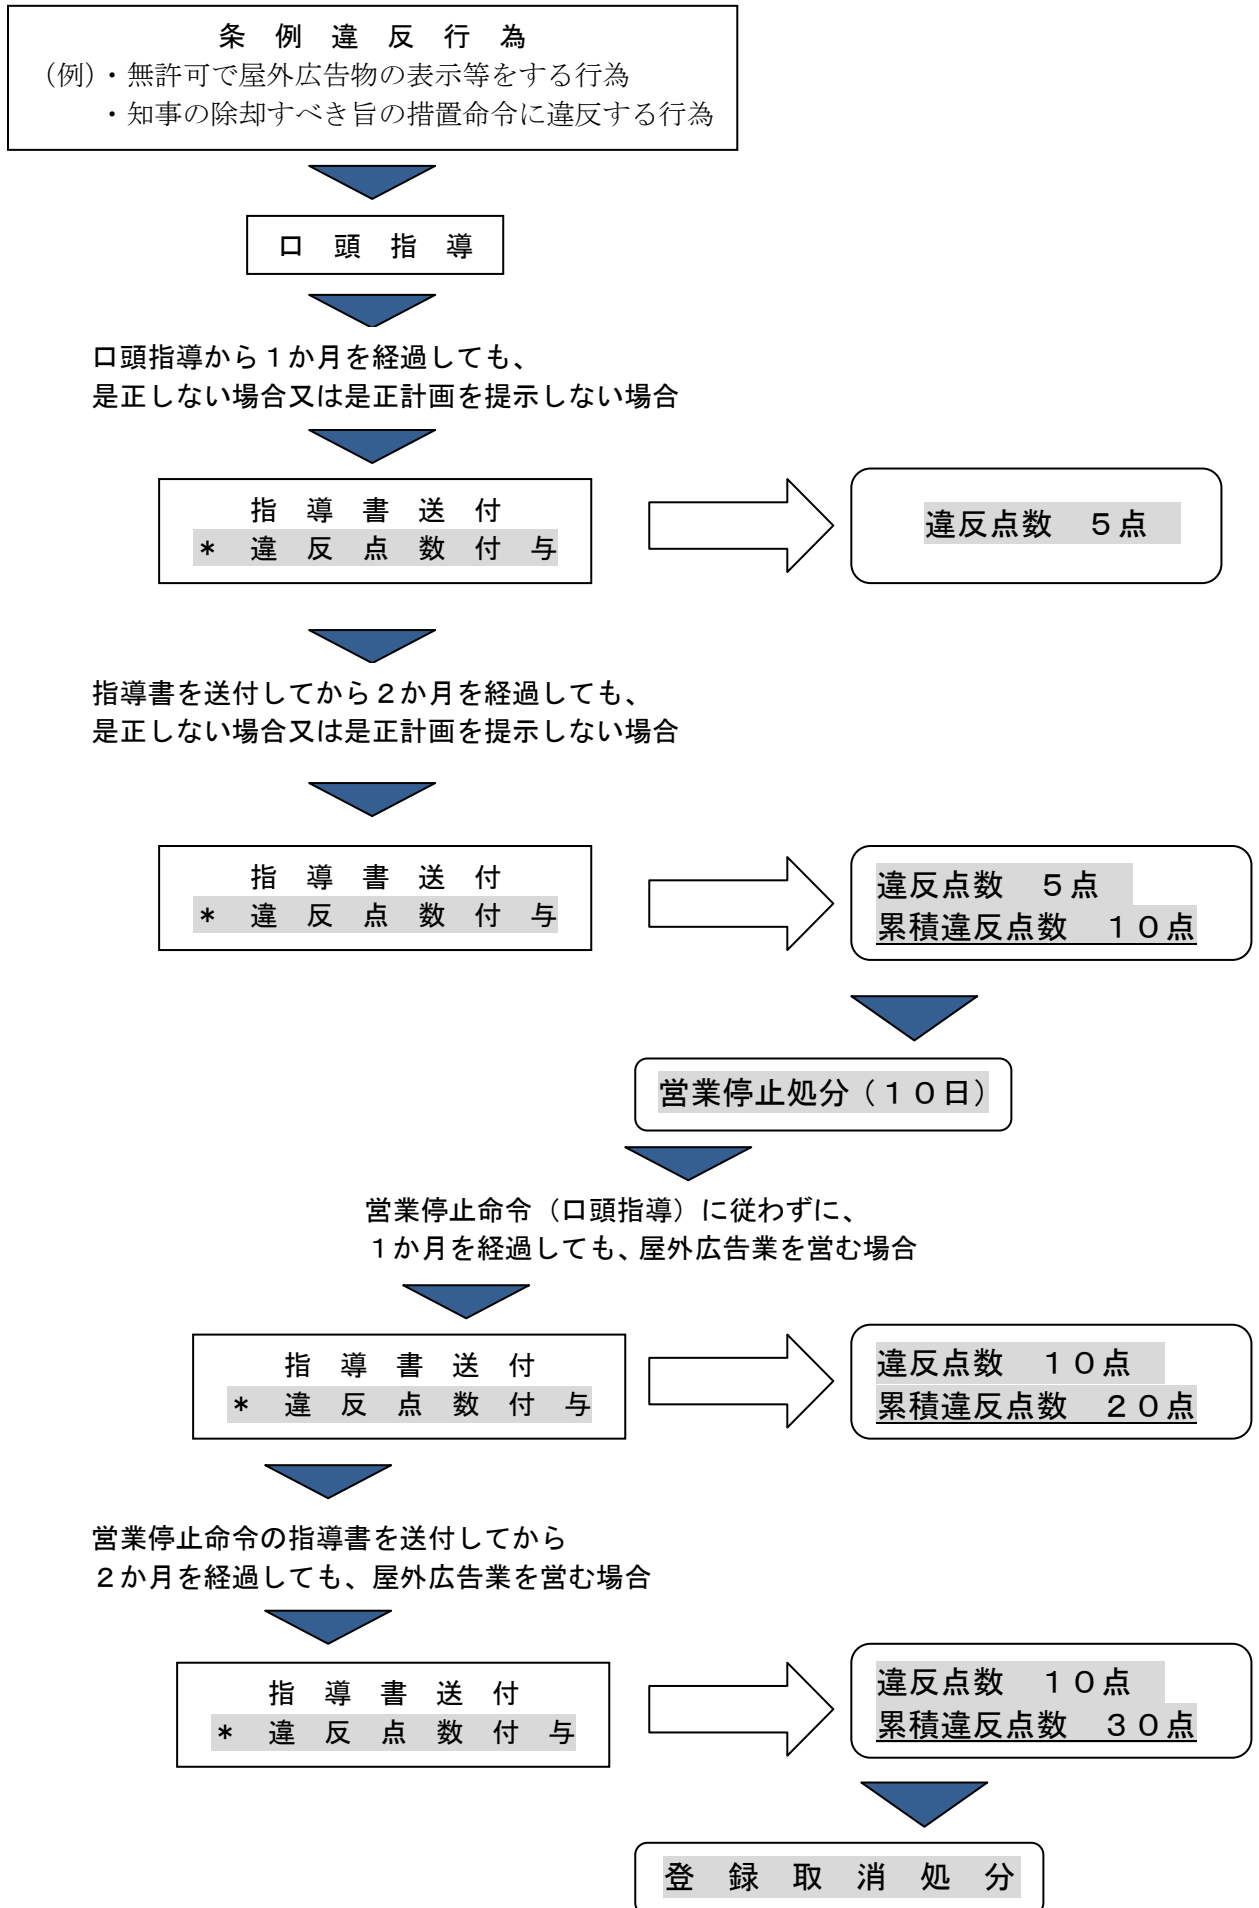 条例違反行為
(例)・無許可で屋外広告物の表示等をする行為
・知事の除却すべき旨の措置命令に違反する行為
口頭指導
口頭指導から１か月を経過しても、
是正しない場合又は是正計画を提示しない場合
指導書送付
* 違反点数付与
違反点数　５点
指導書を送付してから２か月を経過しても、
是正しない場合又は是正計画を提示しない場合
指導書送付
* 違反点数付与
違反点数　５点
累積違反点数　１０点
営業停止処分（１０日）
営業停止命令（口頭指導）に従わずに、
１か月を経過しても、屋外広告業を営む場合
指導書送付
* 違反点数付与
違反点数　１０点
累積違反点数　２０点
営業停止命令の指導書を送付してから
２か月を経過しても、屋外広告業を営む場合
指導書送付
* 違反点数付与
違反点数　１０点
累積違反点数　３０点
登録取消処分